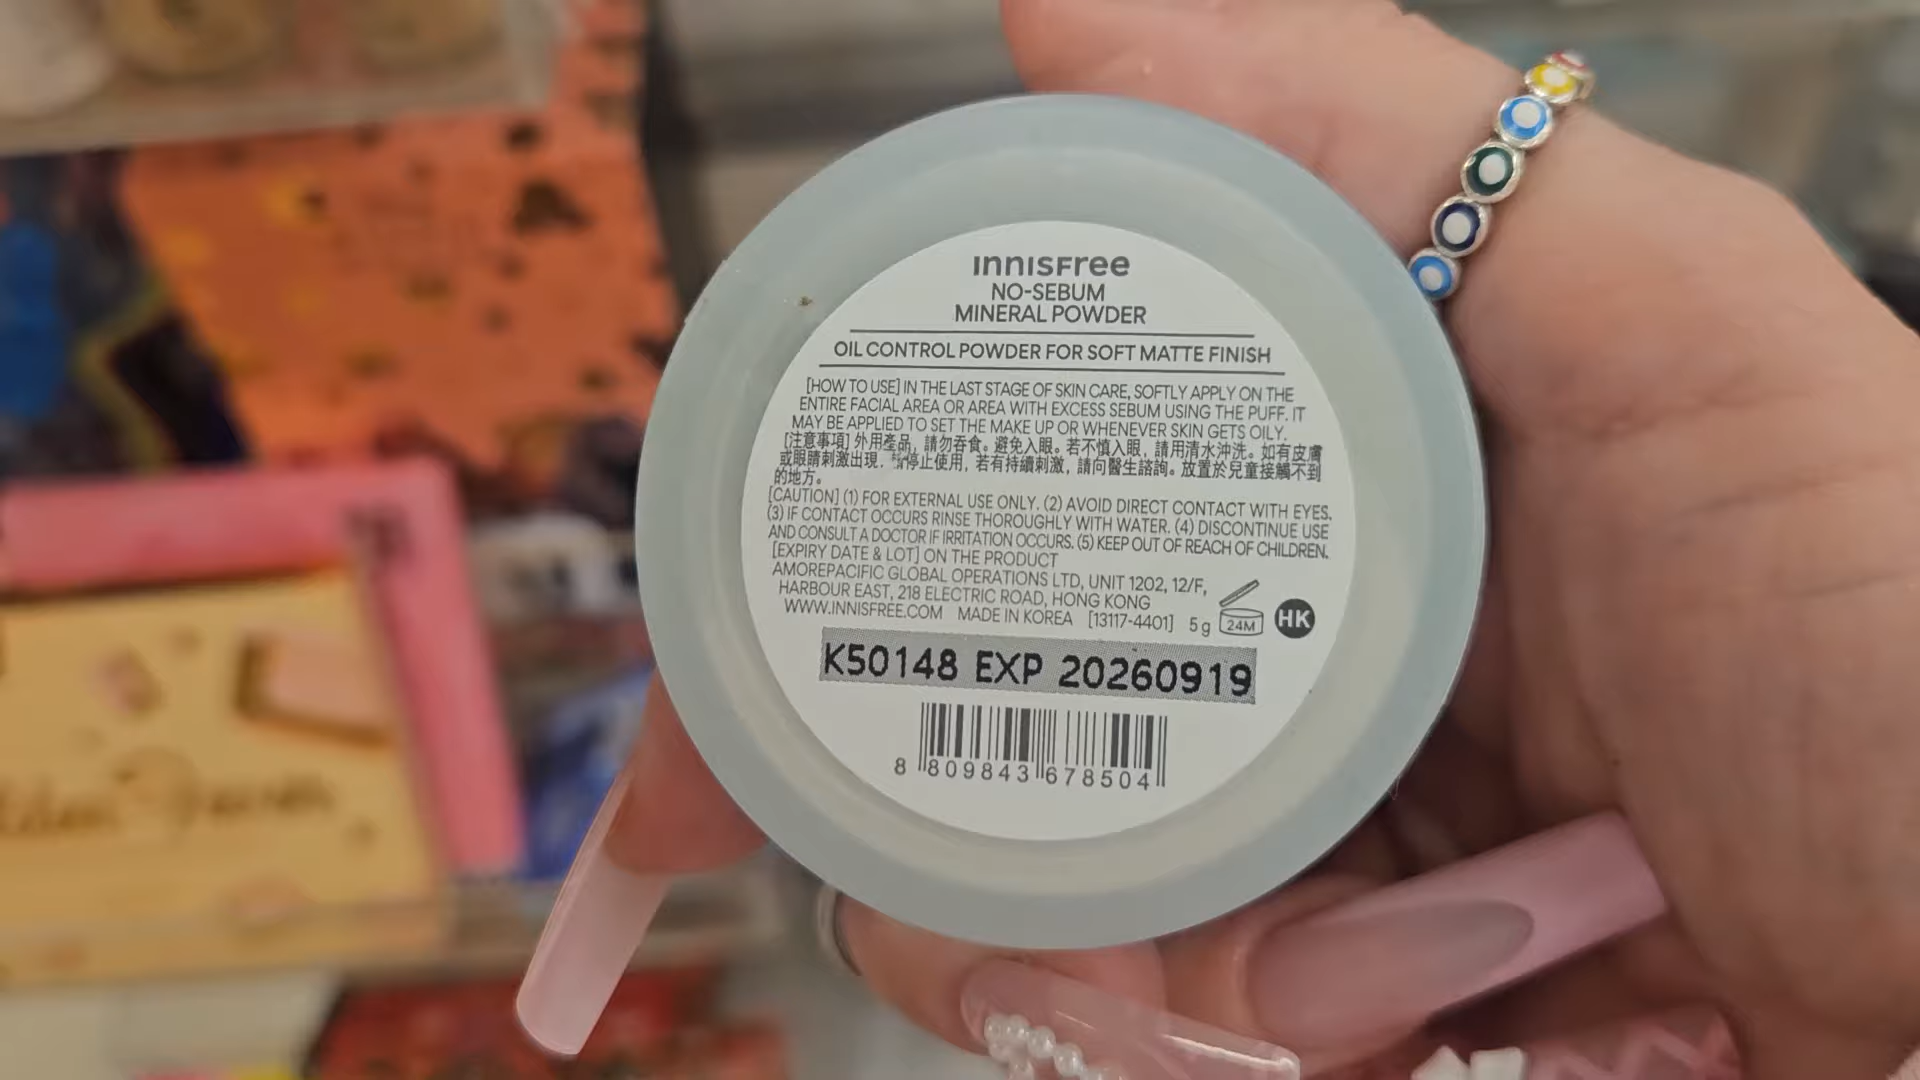 innisfree
NO-SEBUM
MINERAL POWDER
OIL CONTROL POWDER FOR SOFT MATTE FINISH
[HOW TO USE] IN THE LAST STAGE OF SKIN CARE, SOFTLY APPLY ON THE
ENTIRE FACIAL AREA OR AREA WITH EXCESS SEBUM USING THE PUFF. IT
MAY BE APPLIED TO SET THE MAKE UP OR WHENEVER SKIN GETS OILY.
[注意事項] 外用產品, 請勿吞食。避免入眼。若不慎入眼, 請用清水沖洗。如有皮膚
或眼睛刺激出現. 暫停止使用, 若有持續刺激, 請向醫生諮詢。放置於兒童接觸不到
的地方。
[CAUTION] (1) FOR EXTERNAL USE ONLY. (2) AVOID DIRECT CONTACT WITH EYES.
(3) IF CONTACT OCCURS RINSE THOROUGHLY WITH WATER. (4) DISCONTINUE USE
AND CONSULT A DOCTOR IF IRRITATION OCCURS. (5) KEEP OUT OF REACH OF CHILDREN.
[EXPIRY DATE & LOT] ON THE PRODUCT
AMOREPACIFIC GLOBAL OPERATIONS LTD, UNIT 1202, 12/F,
HARBOUR EAST, 218 ELECTRIC ROAD, HONG KONG
WWW.INNISFREE.COM MADE IN KOREA [13117-4401] 5 g 24M HK
K50148 EXP 20260919
8 809843 678504